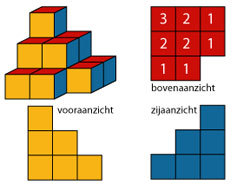 3 2 1
2 2 1
1 1
bovenaanzicht
vooraanzicht
zijaanzicht